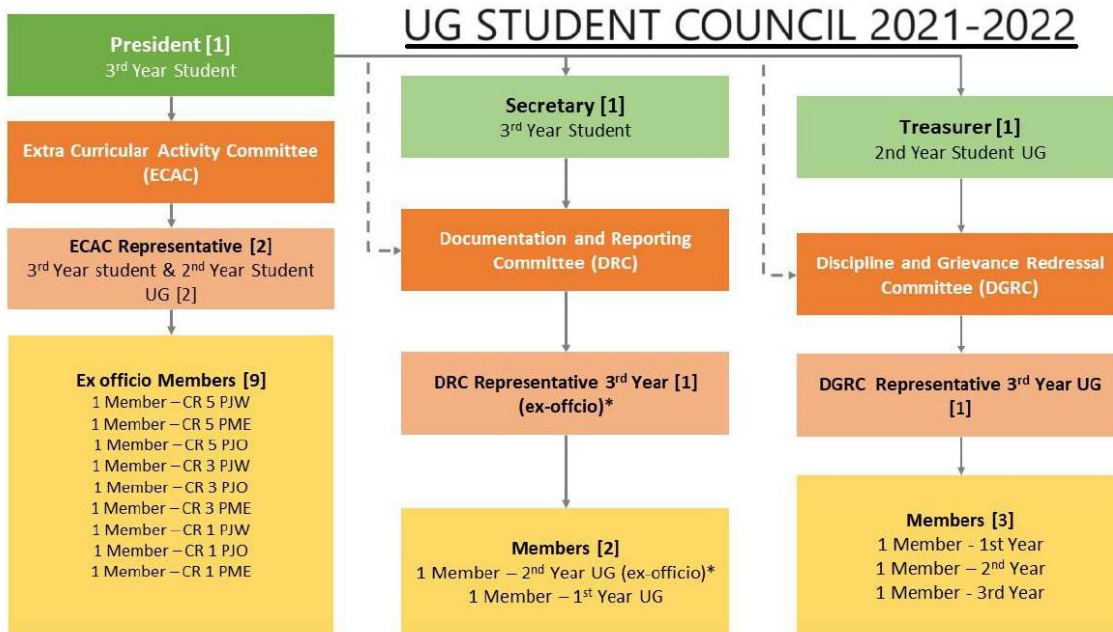 UG STUDENT COUNCIL 2021-2022
President [1]
3rd Year Student
Extra Curricular Activity Committee
(ECAC)
ECAC Representative [2]
3rd Year student & 2nd Year Student
UG [2]
Ex officio Members [9]
1 Member – CR 5 PJW
1 Member – CR 5 PME
1 Member – CR 5 PJO
1 Member – CR 3 PJW
1 Member – CR 3 PJO
1 Member – CR 3 PME
1 Member – CR 1 PJW
1 Member – CR 1 PJO
1 Member – CR 1 PME
Secretary [1]
3rd Year Student
Documentation and Reporting
Committee (DRC)
DRC Representative 3rd Year [1]
(ex-offcio)*
Members [2]
1 Member – 2nd Year UG (ex-officio)*
1 Member – 1st Year UG
Treasurer [1]
2nd Year Student UG
Discipline and Grievance Redressal
Committee (DGRC)
DGRC Representative 3rd Year UG
[1]
Members [3]
1 Member - 1st Year
1 Member – 2nd Year
1 Member - 3rd Year